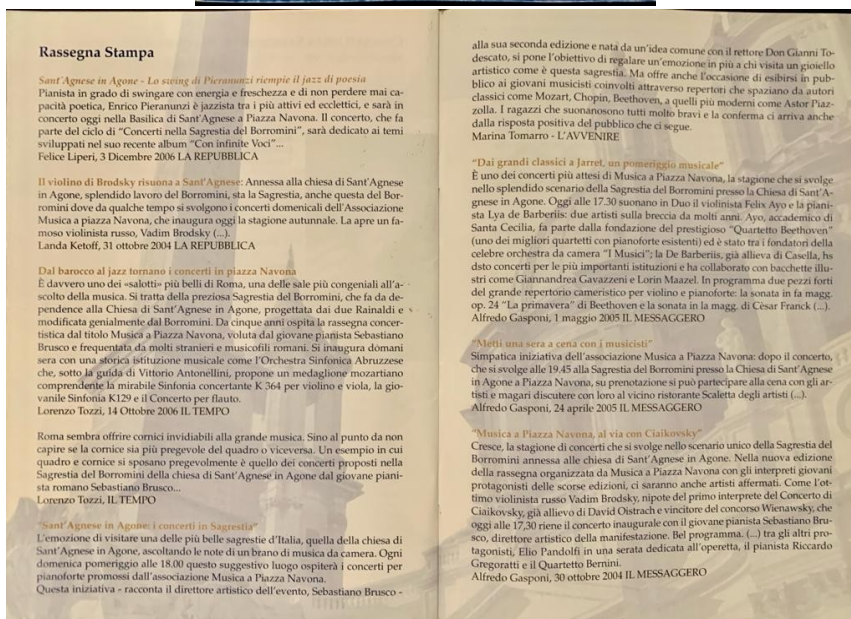 Rassegna Stampa
Sant'Agnese in Agone - Lo swing di Pieranunzi riempie il jazz di poesia
Pianista in grado di swingare con energia e freschezza e di non perdere mai ca-
pacità poetica, Enrico Pieranunzi è jazzista tra i più attivi ed ecclettici, e sarà in
concerto oggi nella Basilica di Sant'Agnese a Piazza Navona. Il concerto, che fa
parte del ciclo di "Concerti nella Sagrestia del Borromini", sarà dedicato ai temi
sviluppati nel suo recente album "Con infinite Voci"...
Felice Liperi, 3 Dicembre 2006 LA REPUBBLICA
Il violino di Brodsky risuona a Sant'Agnese: Annessa alla chiesa di Sant'Agnese
in Agone, splendido lavoro del Borromini, sta la Sagrestia, anche questa del Bor-
romini dove da qualche tempo si svolgono i concerti domenicali dell'Associazione
Musica a piazza Navona, che inaugura oggi la stagione autunnale. La apre un fa-
moso violinista russo, Vadim Brodsky (...).
Landa Ketoff, 31 ottobre 2004 LA REPUBBLICA
Dal barocco al jazz tornano i concerti in piazza Navona
È davvero uno dei «salotti» più belli di Roma, una delle sale più congeniali all'a-
scolto della musica. Si tratta della preziosa Sagrestia del Borromini, che fa da de-
pendence alla Chiesa di Sant'Agnese in Agone, progettata dai due Rainaldi e
modificata genialmente dal Borromini. Da cinque anni ospita la rassegna concer-
tistica dal titolo Musica a Piazza Navona, voluta dal giovane pianista Sebastiano
Brusco e frequentata da molti stranieri e musicofili romani. Si inaugura domani
sera con una storica istituzione musicale come l'Orchestra Sinfonica Abruzzese
che, sotto la guida di Vittorio Antonellini, propone un medaglione mozartiano
comprendente la mirabile Sinfonia concertante K 364 per violino e viola, la gio-
vanile Sinfonia K129 e il Concerto per flauto.
Lorenzo Tozzi, 14 Ottobre 2006 IL TEMPO
Roma sembra offrire cornici invidiabili alla grande musica. Sino al punto da non
capire se la cornice sia più pregevole del quadro o viceversa. Un esempio in cui
quadro e cornice si sposano pregevolmente è quello dei concerti proposti nella
Sagrestia del Borromini della chiesa di Sant'Agnese in Agone dal giovane piani-
sta romano Sebastiano Brusco...
Lorenzo Tozzi, IL TEMPO
"Sant'Agnese in Agone: i concerti in Sagrestia"
L'emozione di visitare una delle più belle sagrestie d'Italia, quella della chiesa di
Sant'Agnese in Agone, ascoltando le note di un brano di musica da camera. Ogni
domenica pomeriggio alle 18.00 questo suggestivo luogo ospiterà i concerti per
pianoforte promossi dall'associazione Musica a Piazza Navona.
Questa iniziativa - racconta il direttore artistico dell'evento, Sebastiano Brusco -
alla sua seconda edizione e nata da un'idea comune con il rettore Don Gianni To-
descato, si pone l'obiettivo di regalare un'emozione in più a chi visita un gioiello
artistico come è questa sagrestia. Ma offre anche l'occasione di esibirsi in pub-
blico ai giovani musicisti coinvolti attraverso repertori che spaziano da autori
classici come Mozart, Chopin, Beethoven, a quelli più moderni come Astor Piaz-
zolla. I ragazzi che suonanosono tutti molto bravi e la conferma ci arriva anche
dalla risposta positiva del pubblico che ci segue.
Marina Tomarro - L'AVVENIRE
"Dai grandi classici a Jarret, un pomeriggio musicale"
È uno dei concerti più attesi di Musica a Piazza Navona, la stagione che si svolge
nello splendido scenario della Sagrestia del Borromini presso la Chiesa di Sant'A-
gnese in Agone. Oggi alle 17.30 suonano in Duo il violinista Felix Ayo e la piani-
sta Lya de Barberiis: due artisti sulla breccia da molti anni. Ayo, accademico di
Santa Cecilia, fa parte dalla fondazione del prestigioso "Quartetto Beethoven"
(uno dei migliori quartetti con pianoforte esistenti) ed è stato tra i fondatori della
celebre orchestra da camera "I Musici"; la De Barberiis, già allieva di Casella, hs
dsto concerti per le più importanti istituzioni e ha collaborato con bacchette illu-
stri come Giannandrea Gavazzeni e Lorin Maazel. In programma due pezzi forti
del grande repertorio cameristico per violino e pianoforte: la sonata in fa magg.
op. 24 "La primavera" di Beethoven e la sonata in la magg. di Cèsar Franck (...).
Alfredo Gasponi, 1 maggio 2005 IL MESSAGGERO
"Metti una sera a cena con i musicisti"
Simpatica iniziativa dell'associazione Musica a Piazza Navona: dopo il concerto,
che si svolge alle 19.45 alla Sagrestia del Borromini presso la Chiesa di Sant'Agnese
in Agone a Piazza Navona, su prenotazione si può partecipare alla cena con gli ar-
tisti e magari discutere con loro al vicino ristorante Scaletta degli artisti (...).
Alfredo Gasponi, 24 aprile 2005 IL MESSAGGERO
"Musica a Piazza Navona, al via con Ciaikovsky"
Cresce, la stagione di concerti che si svolge nello scenario unico della Sagrestia del
Borromini annessa alle chiesa di Sant'Agnese in Agone. Nella nuova edizione
della rassegna organizzata da Musica a Piazza Navona con gli interpreti giovani
protagonisti delle scorse edizioni, ci saranno anche artisti affermati. Come l'ot-
timo violinista russo Vadim Brodsky, nipote del primo interprete del Concerto di
Ciaikovsky, già allievo di David Oistrach e vincitore del concorso Wienawsky, che
oggi alle 17,30 riene il concerto inaugurale con il giovane pianista Sebastiano Bru-
sco, direttore artistico della manifestazione. Bel programma. (...) tra gli altri pro-
tagonisti, Elio Pandolfi in una serata dedicata all'operetta, il pianista Riccardo
Gregoratti e il Quartetto Bernini.
Alfredo Gasponi, 30 ottobre 2004 IL MESSAGGERO